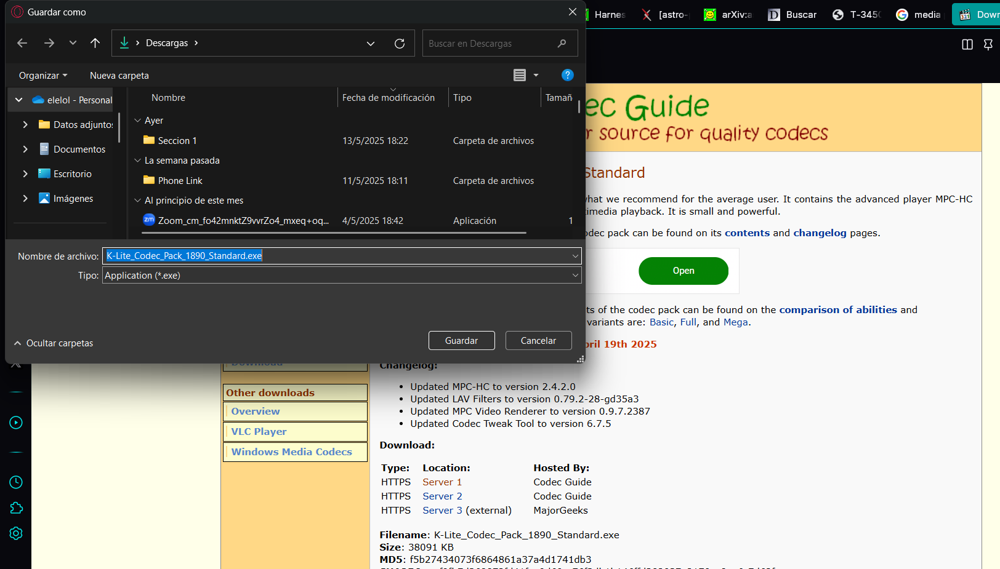 Guardar como
Harnes
[astro-
arXiv:a
Buscar
T-345
media
Down
Descargas
Buscar en Descargas
Organizar
Nueva carpeta
elelol - Personal
Datos adjuntos
Documentos
Escritorio
Imágenes
Nombre
Fecha de modificación
Tipo
Tamañ
Ayer
Seccion 1
13/5/2025 18:22
Carpeta de archivos
La semana pasada
Phone Link
11/5/2025 18:11
Carpeta de archivos
Al principio de este mes
Zoom_cm_fo42mnktZ9vvrZo4_mxeq+oq...
4/5/2025 18:42
Aplicación
1
Nombre de archivo:
K-Lite_Codec_Pack_1890_Standard.exe
Tipo:
Application (*.exe)
Ocultar carpetas
Guardar
Cancelar
ec Guide
r source for quality codecs
Standard
hat we recommend for the average user. It contains the advanced player MPC-HC
imedia playback. It is small and powerful.
odec pack can be found on its contents and changelog pages.
Open
ts of the codec pack can be found on the comparison of abilities and
variants are: Basic, Full, and Mega.
pril 19th 2025
Download
Other downloads
Overview
VLC Player
Windows Media Codecs
Changelog:
Updated MPC-HC to version 2.4.2.0
Updated LAV Filters to version 0.79.2-28-gd35a3
Updated MPC Video Renderer to version 0.9.7.2387
Updated Codec Tweak Tool to version 6.7.5
Download:
Type: Location: Hosted By:
HTTPS Server 1 Codec Guide
HTTPS Server 2 Codec Guide
HTTPS Server 3 (external) MajorGeeks
Filename: K-Lite_Codec_Pack_1890_Standard.exe
Size: 38091 KB
MD5: f5b27434073f6864861a37a4d1741db3